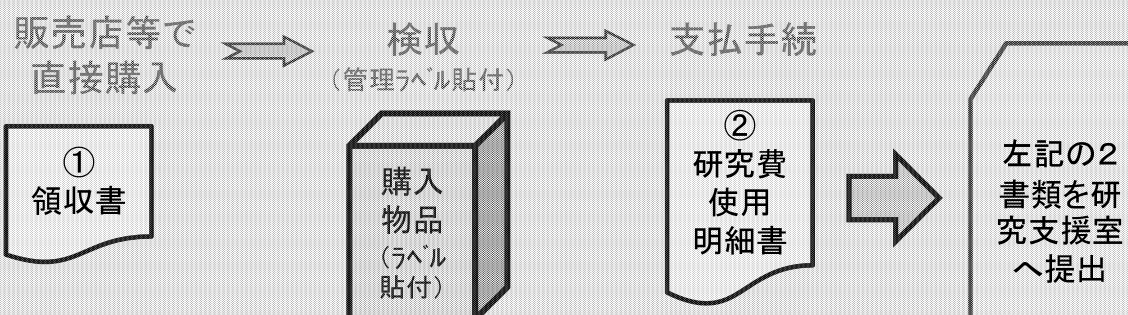 販売店等で
直接購入
検収
（管理ﾗﾍﾞﾙ貼付）
支払手続
①
領収書
購入
物品
(ﾗﾍﾞﾙ
貼付)
②
研究費
使用
明細書
左記の２
書類を研
究支援室
へ提出